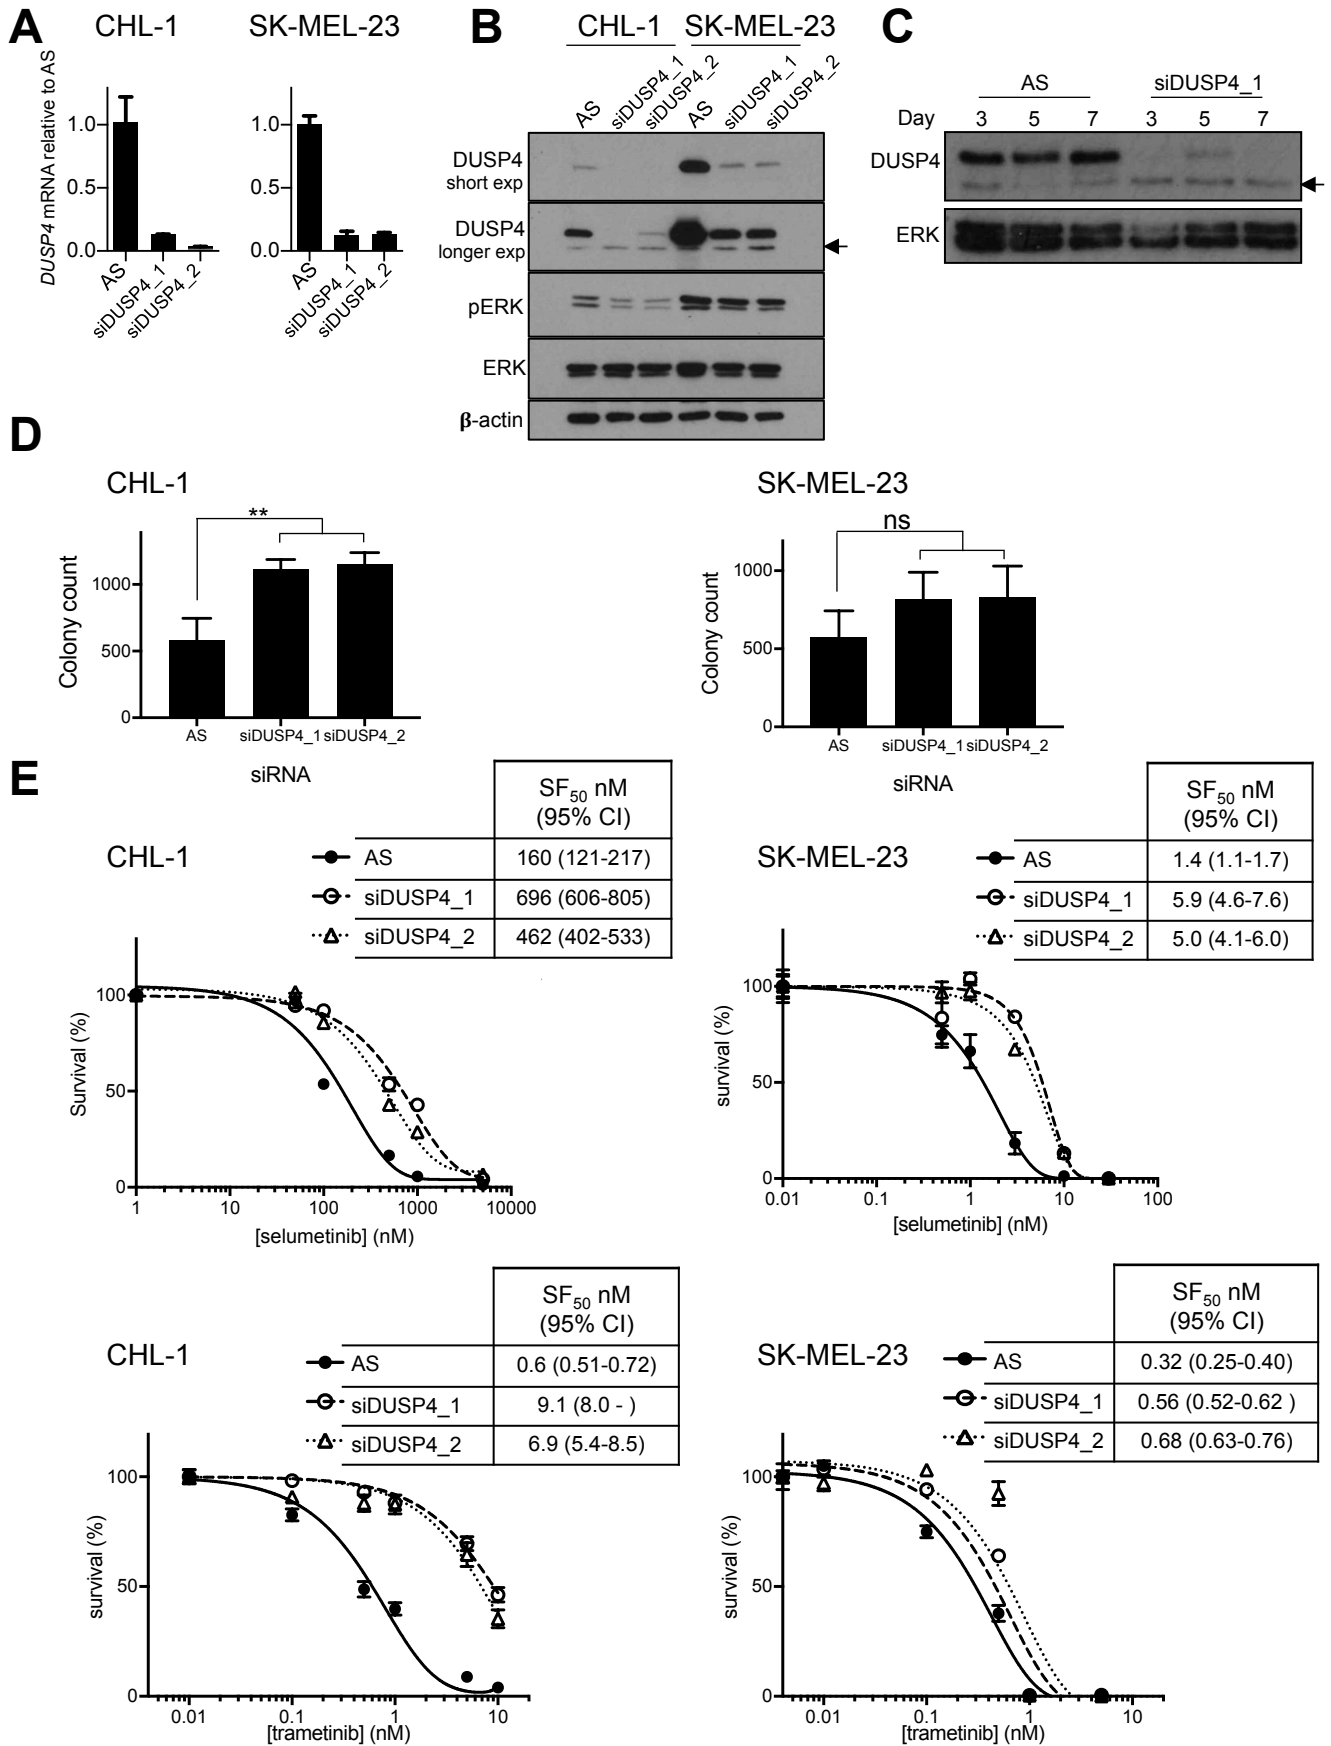 A
CHL-1
SK-MEL-23
DUSP4 mRNA relative to AS
1.0
0.5
0.0
AS
siDUSP4_1
siDUSP4_2
1.0
0.5
0.0
AS
siDUSP4_1
siDUSP4_2
B
CHL-1
SK-MEL-23
AS
siDUSP4_1
siDUSP4_2
AS
siDUSP4_1
siDUSP4_2
DUSP4
short exp
DUSP4
longer exp
pERK
ERK
β-actin
C
AS
siDUSP4_1
Day 3 5 7 3 5 7
DUSP4
ERK
D
CHL-1
**
Colony count
1000
500
0
AS siDUSP4_1 siDUSP4_2
siRNA
SK-MEL-23
ns
Colony count
1000
500
0
AS siDUSP4_1 siDUSP4_2
siRNA
E
CHL-1
SF50 nM
(95% CI)
AS 160 (121-217)
siDUSP4_1 696 (606-805)
siDUSP4_2 462 (402-533)
Survival (%)
100
50
0
1 10 100 1000 10000
[selumetinib] (nM)
SK-MEL-23
SF50 nM
(95% CI)
AS 1.4 (1.1-1.7)
siDUSP4_1 5.9 (4.6-7.6)
siDUSP4_2 5.0 (4.1-6.0)
survival (%)
100
50
0
0.01 0.1 1 10 100
[selumetinib] (nM)
CHL-1
SF50 nM
(95% CI)
AS 0.6 (0.51-0.72)
siDUSP4_1 9.1 (8.0 - )
siDUSP4_2 6.9 (5.4-8.5)
survival (%)
100
50
0
0.01 0.1 1 10
[trametinib] (nM)
SK-MEL-23
SF50 nM
(95% CI)
AS 0.32 (0.25-0.40)
siDUSP4_1 0.56 (0.52-0.62 )
siDUSP4_2 0.68 (0.63-0.76)
survival (%)
100
50
0
0.01 0.1 1 10
[trametinib] (nM)